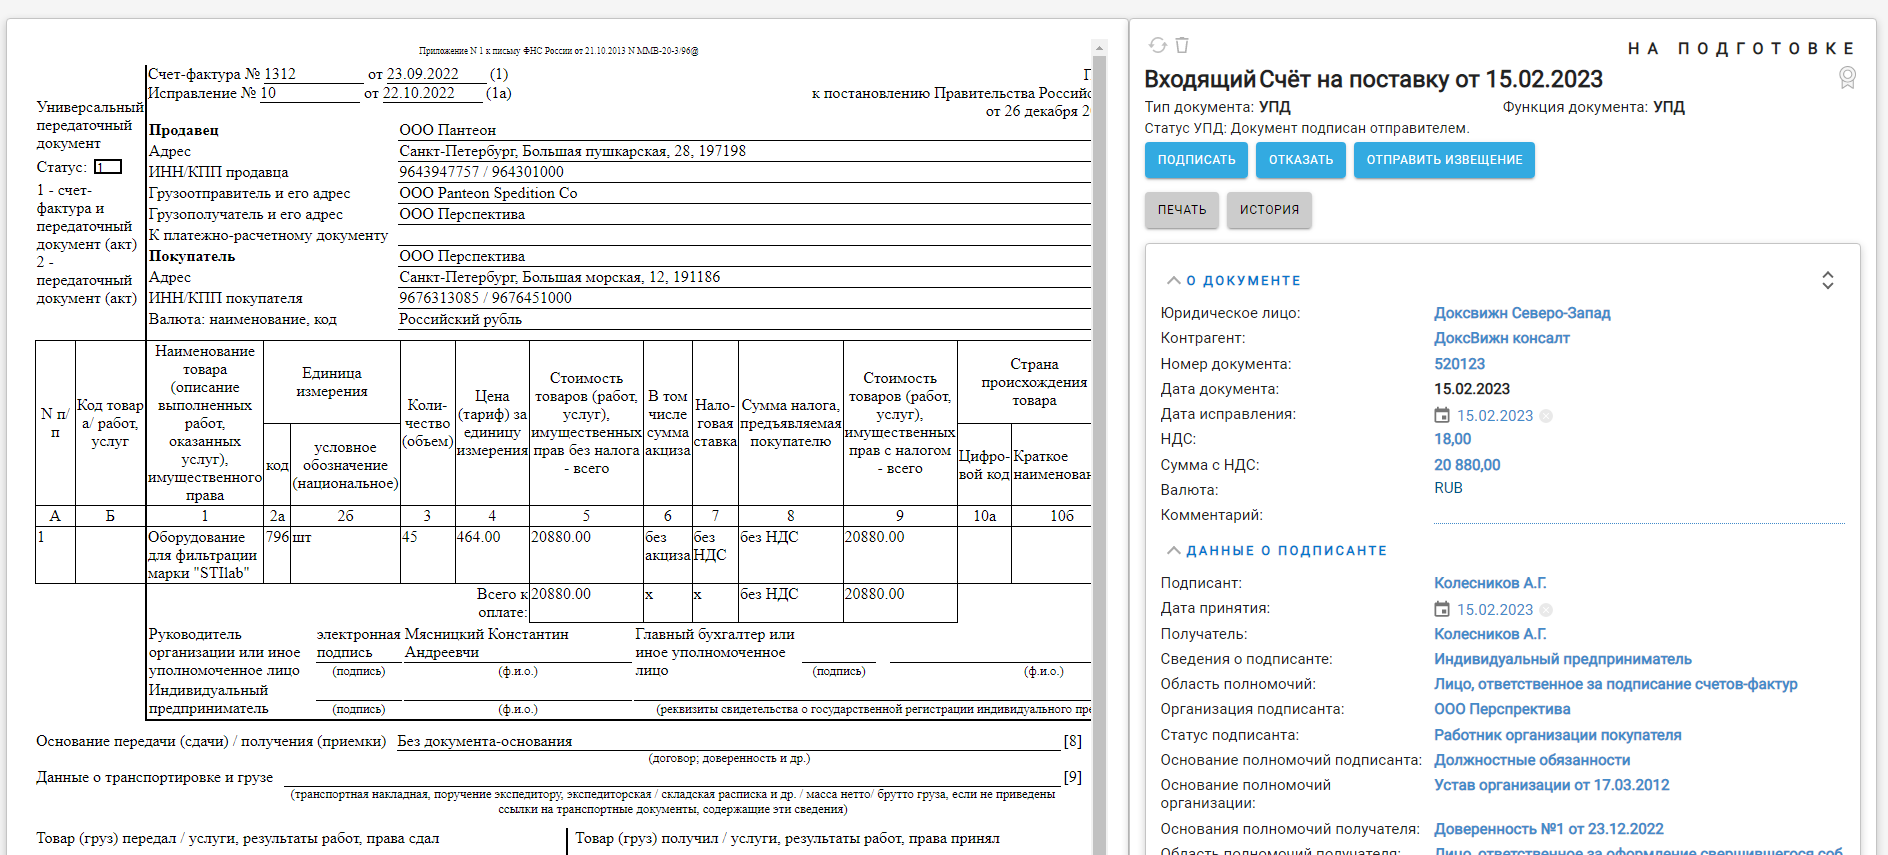 Приложение N 1 к письму ФНС России от 21.10.2013 N ММВ-20-3/96@
Счет-фактура № 1312 от 23.09.2022 (1)
Исправление № 10 от 22.10.2022 (1а)
к постановлению Правительства Российс
от 26 декабря 2
Универсальный
передаточный
документ
Статус: 1
1 - счет-
фактура и
передаточный
документ (акт)
2 -
передаточный
документ (акт)
Продавец ООО Пантеон
Адрес Санкт-Петербург, Большая пушкарская, 28, 197198
ИНН/КПП продавца 9643947757 / 964301000
Грузоотправитель и его адрес ООО Panteon Spedition Co
Грузополучатель и его адрес ООО Перспектива
К платежно-расчетному документу
Покупатель ООО Перспектива
Адрес Санкт-Петербург, Большая морская, 12, 191186
ИНН/КПП покупателя 9676313085 / 9676451000
Валюта: наименование, код Российский рубль
N п/
п
Код товар
а/ работ,
услуг
Наименование
товара
(описание
выполненных
работ,
оказанных
услуг),
имущественного
права
Единица
измерения
код
условное
обозначение
(национальное)
Коли-
чество
(объем)
Цена
(тариф) за
единицу
измерения
Стоимость
товаров (работ,
услуг),
имущественных
прав без налога
- всего
В том
числе
сумма
акциза
Нало-
говая
ставка
Сумма налога,
предъявляемая
покупателю
Стоимость
товаров (работ,
услуг),
имущественных
прав с налогом
- всего
Страна
происхождения
товара
Цифро-
вой код
Краткое
наименован
А Б 1 2а 2б 3 4 5 6 7 8 9 10а 10б
1 Оборудование 796 шт 45 464.00 20880.00 без без без НДС 20880.00
для фильтрации акциза НДС
марки "STIlab"
Всего к 20880.00 х х без НДС 20880.00
оплате:
Руководитель электронная Мясницкий Константин Главный бухгалтер или
организации или иное подпись Андреевчи иное уполномоченное
уполномоченное лицо (подпись) (ф.и.о.) лицо (подпись) (ф.и.о.)
Индивидуальный
предприниматель (подпись) (ф.и.о.) (реквизиты свидетельства о государственной регистрации индивидуального пре
Основание передачи (сдачи) / получения (приемки) Без документа-основания [8]
(договор; доверенность и др.)
Данные о транспортировке и грузе [9]
(транспортная накладная, поручение экспедитору, экспедиторская / складская расписка и др. / масса нетто/ брутто груза, если не приведены
ссылки на транспортные документы, содержащие эти сведения)
Товар (груз) передал / услуги, результаты работ, права сдал Товар (груз) получил / услуги, результаты работ, права принял
НА ПОДГОТОВКЕ
Входящий Счёт на поставку от 15.02.2023
Тип документа: УПД Функция документа: УПД
Статус УПД: Документ подписан отправителем.
ПОДПИСАТЬ ОТКАЗАТЬ ОТПРАВИТЬ ИЗВЕЩЕНИЕ
ПЕЧАТЬ ИСТОРИЯ
О ДОКУМЕНТЕ
Юридическое лицо: Доксвижн Северо-Запад
Контрагент: ДоксВижн консалт
Номер документа: 520123
Дата документа: 15.02.2023
Дата исправления: 15.02.2023
НДС: 18,00
Сумма с НДС: 20 880,00
Валюта: RUB
Комментарий:
ДАННЫЕ О ПОДПИСАНТЕ
Подписант: Колесников А.Г.
Дата принятия: 15.02.2023
Получатель: Колесников А.Г.
Сведения о подписанте: Индивидуальный предприниматель
Область полномочий: Лицо, ответственное за подписание счетов-фактур
Организация подписанта: ООО Перспректива
Статус подписанта: Работник организации покупателя
Основание полномочий подписанта: Должностные обязанности
Основание полномочий Устав организации от 17.03.2012
организации:
Основания полномочий получателя: Доверенность №1 от 23.12.2022
Область полномочий получателя: Лицо, ответственное за оформление свершившегося соб